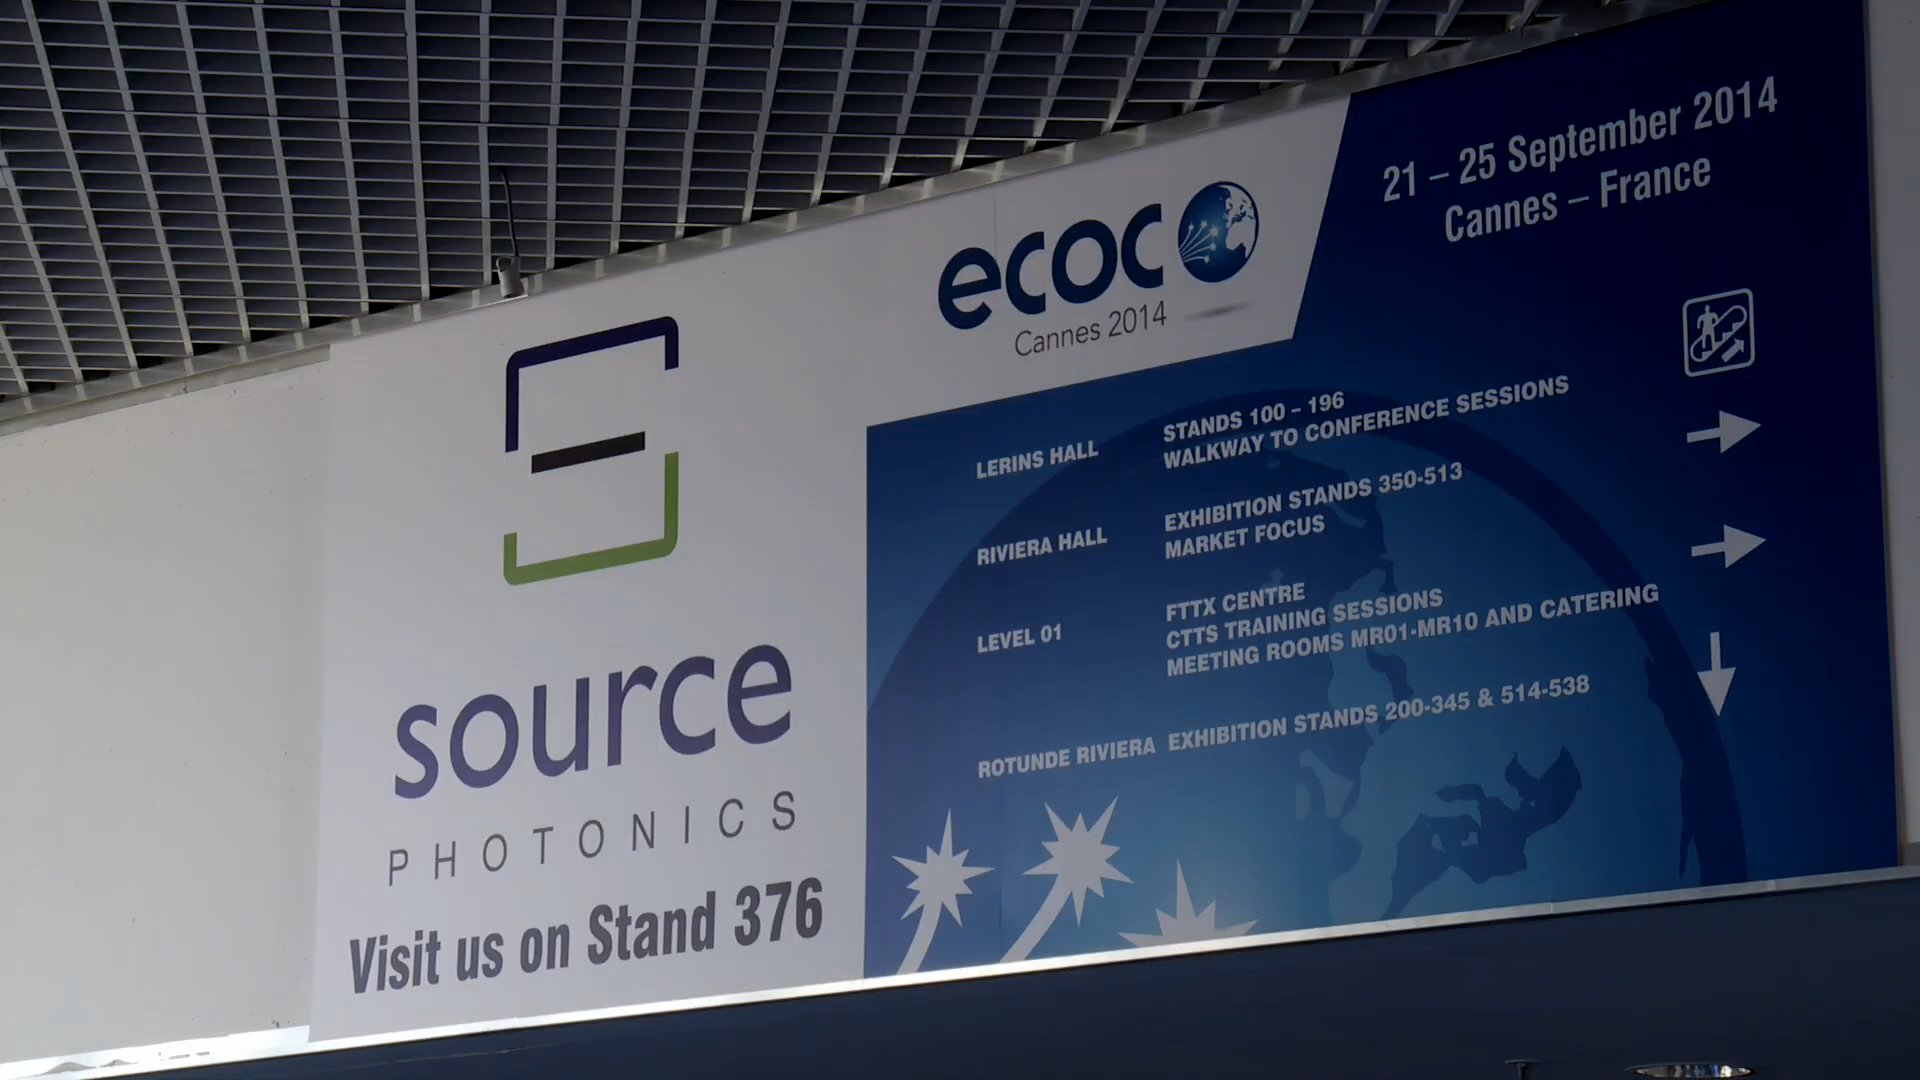 source
PHOTONICS
Visit us on Stand 376
ecoc
Cannes 2014
21 – 25 September 2014
Cannes – France
LERINS HALL STANDS 100 – 196
WALKWAY TO CONFERENCE SESSIONS
RIVIERA HALL EXHIBITION STANDS 350-513
MARKET FOCUS
LEVEL 01 FTTX CENTRE
CTTS TRAINING SESSIONS
MEETING ROOMS MR01-MR10 AND CATERING
ROTUNDE RIVIERA EXHIBITION STANDS 200-345 & 514-538